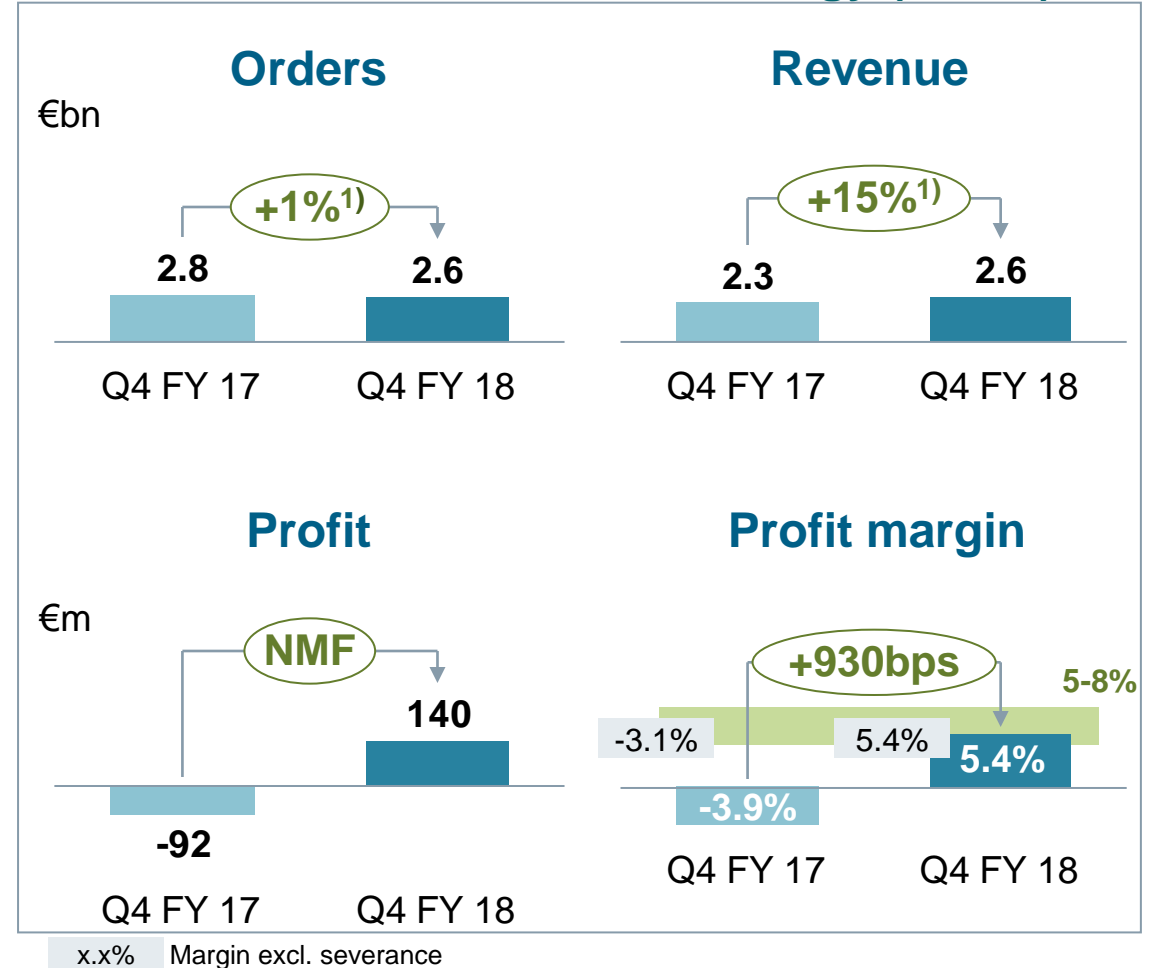 Orders
€bn
+1%1)
2.8
2.6
Q4 FY 17
Q4 FY 18
Revenue
+15%1)
2.3
2.6
Q4 FY 17
Q4 FY 18
Profit
€m
NMF
140
-92
Q4 FY 17
Q4 FY 18
Profit margin
+930bps
5-8%
-3.1%
5.4%
5.4%
-3.9%
Q4 FY 17
Q4 FY 18
x.x% Margin excl. severance